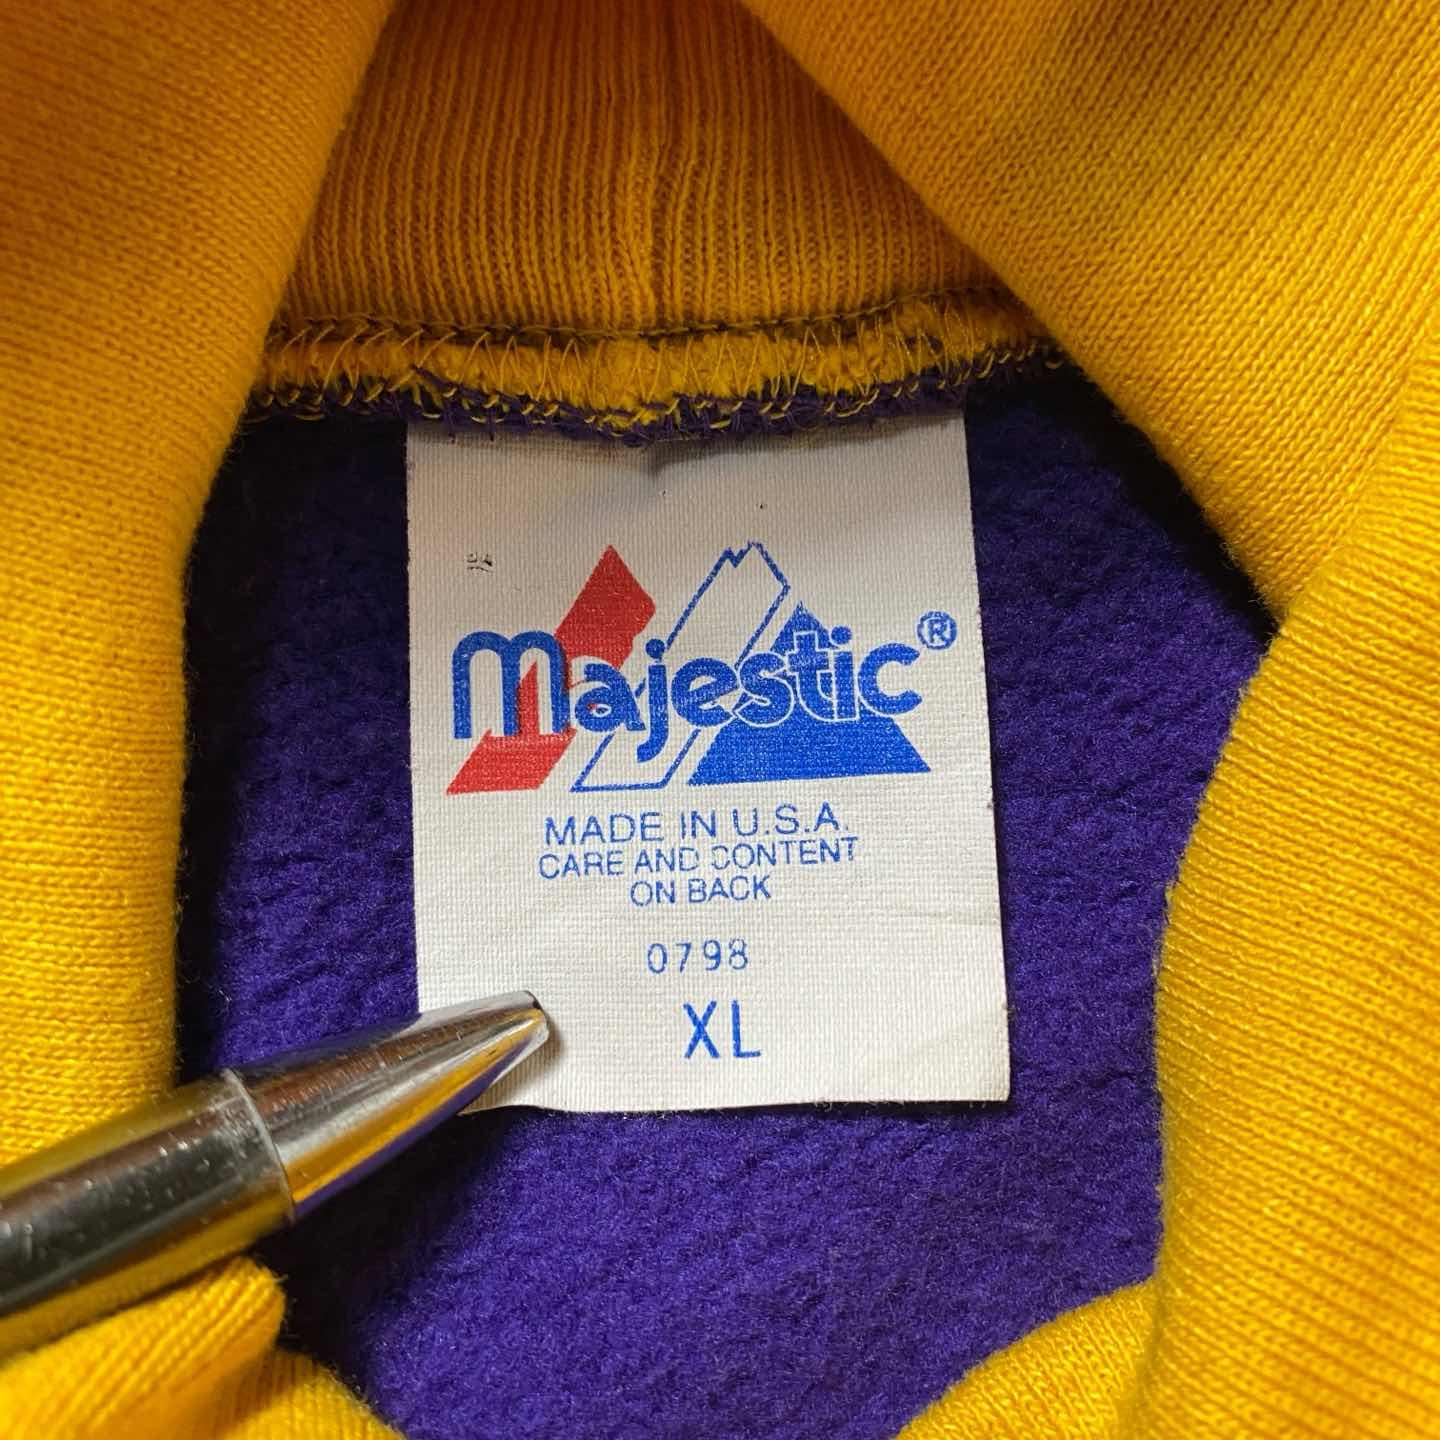 Majestic®
MADE IN U.S.A.
CARE AND CONTENT
ON BACK
0798
XL